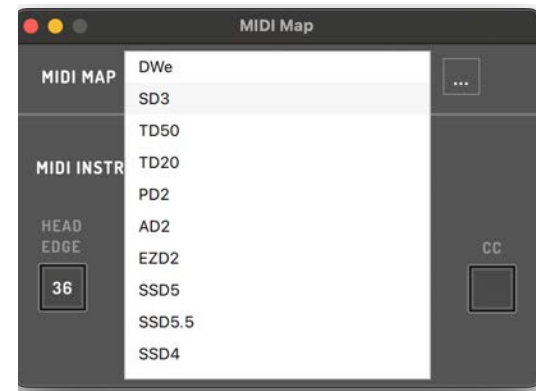 MIDI Map
MIDI MAP
...
DWe
SD3
TD50
TD20
PD2
AD2
EZD2
SSD5
SSD5.5
SSD4
MIDI INSTR
HEAD
EDGE
36
CC